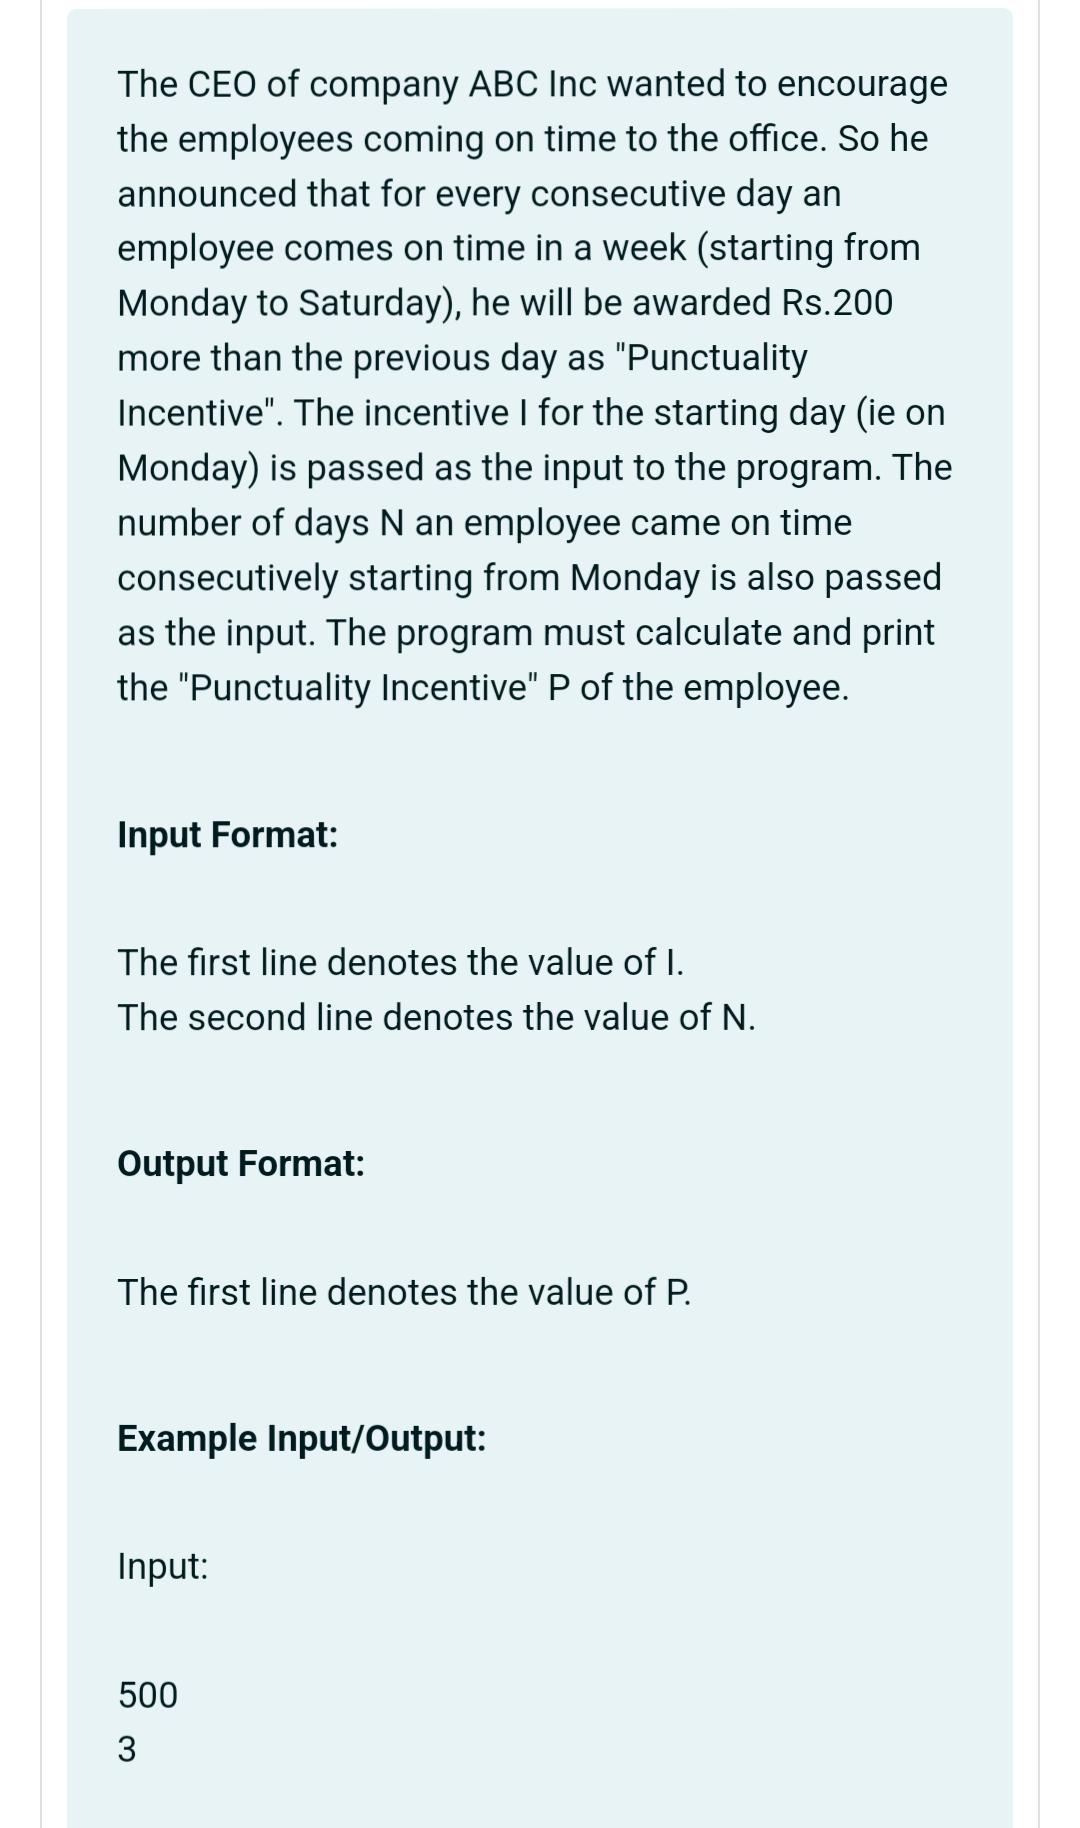 The CEO of company ABC Inc wanted to encourage
the employees coming on time to the office. So he
announced that for every consecutive day an
employee comes on time in a week (starting from
Monday to Saturday), he will be awarded Rs.200
more than the previous day as "Punctuality
Incentive". The incentive I for the starting day (ie on
Monday) is passed as the input to the program. The
number of days N an employee came on time
consecutively starting from Monday is also passed
as the input. The program must calculate and print
the "Punctuality Incentive" P of the employee.
Input Format:
The first line denotes the value of I.
The second line denotes the value of N.
Output Format:
The first line denotes the value of P.
Example Input/Output:
Input:
500
3